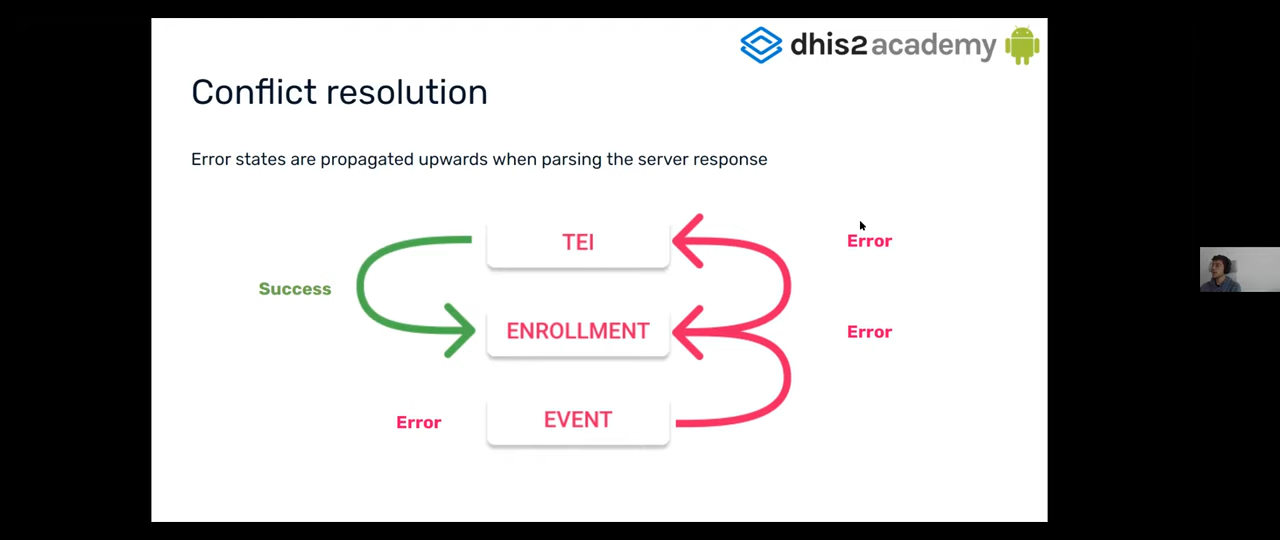 dhis2 academy
Conflict resolution
Error states are propagated upwards when parsing the server response
TEI
Error
Success
ENROLLMENT
Error
Error
EVENT